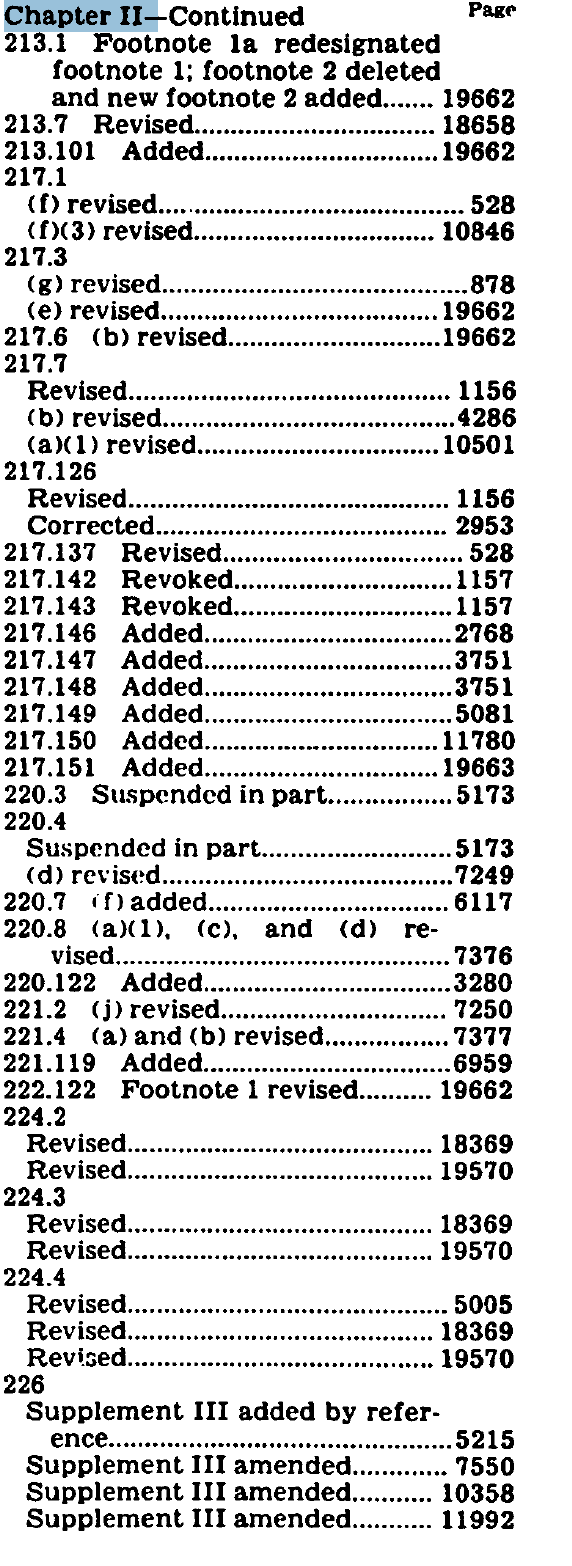 Chapter II—Continued Page
213.1 Footnote 1a redesignated
footnote 1; footnote 2 deleted
and new footnote 2 added....... 19662
213.7 Revised................................. 18658
213.101 Added................................19662
217.1
(f) revised.......................................... 528
(f)(3) revised................................. 10846
217.3
(g) revised..........................................878
(e) revised......................................19662
217.6 (b) revised.............................19662
217.7
Revised............................................ 1156
(b) revised........................................4286
(a)(1) revised.................................10501
217.126
Revised............................................ 1156
Corrected........................................ 2953
217.137 Revised................................. 528
217.142 Revoked..............................1157
217.143 Revoked..............................1157
217.146 Added..................................2768
217.147 Added..................................3751
217.148 Added..................................3751
217.149 Added..................................5081
217.150 Added................................11780
217.151 Added................................19663
220.3 Suspended in part.................5173
220.4
Suspended in part..........................5173
(d) revised........................................7249
220.7 (f) added.................................6117
220.8 (a)(1), (c), and (d) re-
vised..............................................7376
220.122 Added..................................3280
221.2 (j) revised............................... 7250
221.4 (a) and (b) revised.................7377
221.119 Added..................................6959
222.122 Footnote 1 revised.......... 19662
224.2
Revised.......................................... 18369
Revised.......................................... 19570
224.3
Revised.......................................... 18369
Revised.......................................... 19570
224.4
Revised............................................ 5005
Revised.......................................... 18369
Revised.......................................... 19570
226
Supplement III added by refer-
ence...............................................5215
Supplement III amended............. 7550
Supplement III amended........... 10358
Supplement III amended........... 11992